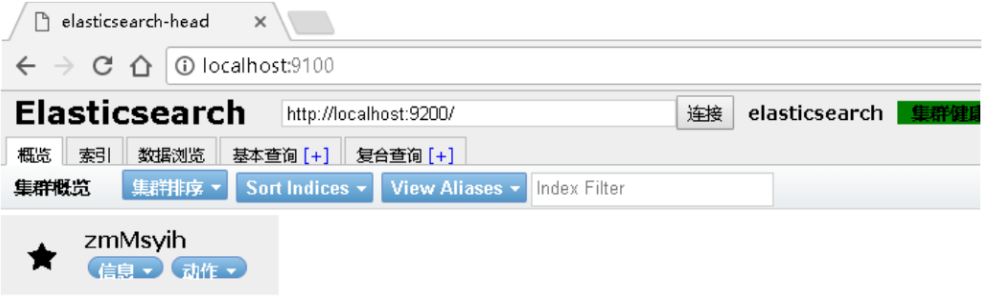 elasticsearch-head
localhost:9100
Elasticsearch http://localhost:9200/ 连接 elasticsearch 集群健康
概览 索引 数据浏览 基本查询 [+] 复合查询 [+]
集群概览 集群排序 Sort Indices View Aliases Index Filter
zmMsyih
信息 动作